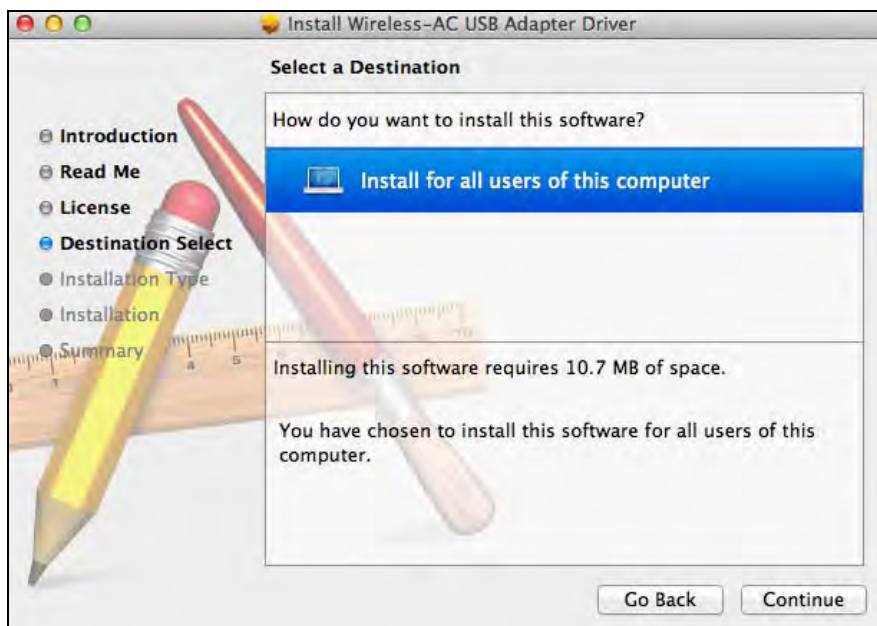 Install Wireless-AC USB Adapter Driver
Select a Destination
Introduction
Read Me
License
Destination Select
Installation Type
Installation
Summary
How do you want to install this software?
Install for all users of this computer
Installing this software requires 10.7 MB of space.
You have chosen to install this software for all users of this
computer.
Go Back
Continue